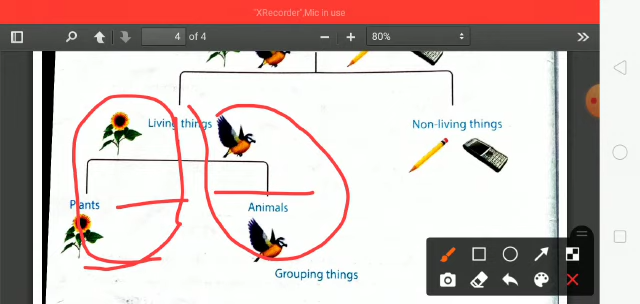 "XRecorder",Mic in use
4 of 4
80%
Living things
Non-living things
Plants
Animals
Grouping things